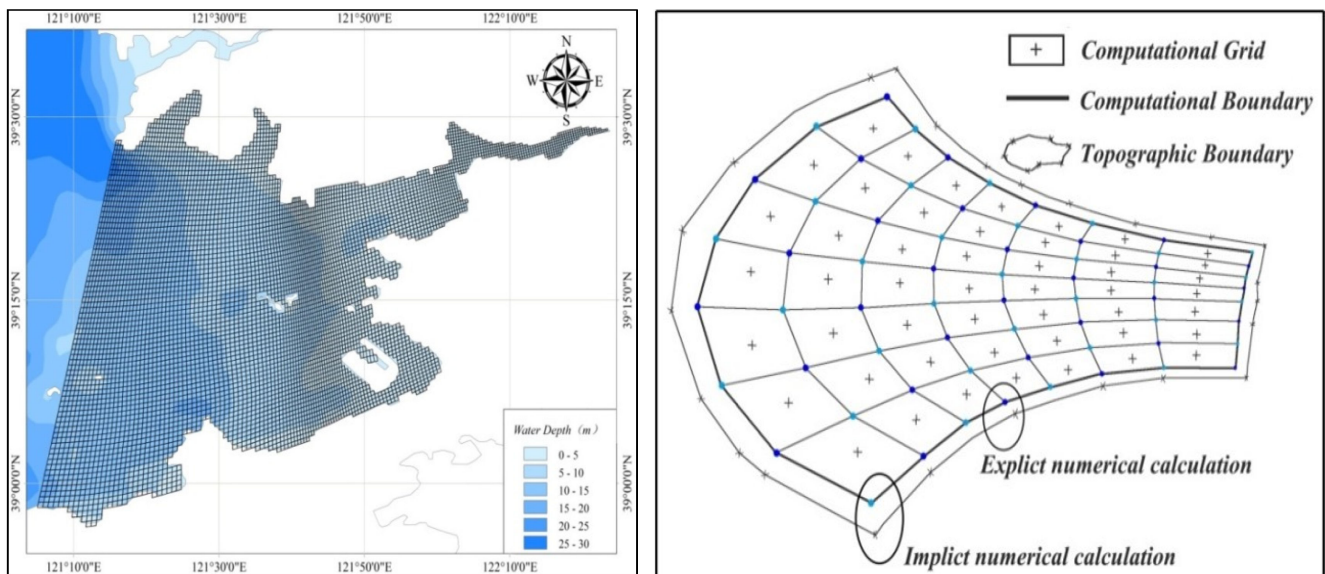 121°10'0"E 121°30'0"E 121°50'0"E 122°10'0"E
N
W E
S
39°30'0"N 39°30'0"N
39°15'0"N 39°15'0"N
39°00'0"N 39°00'0"N
Water Depth（m）
0 - 5
5 - 10
10 - 15
15 - 20
20 - 25
25 - 30
121°10'0"E 121°30'0"E 121°50'0"E 122°10'0"E
Computational Grid
Computational Boundary
Topographic Boundary
Explict numerical calculation
Implict numerical calculation